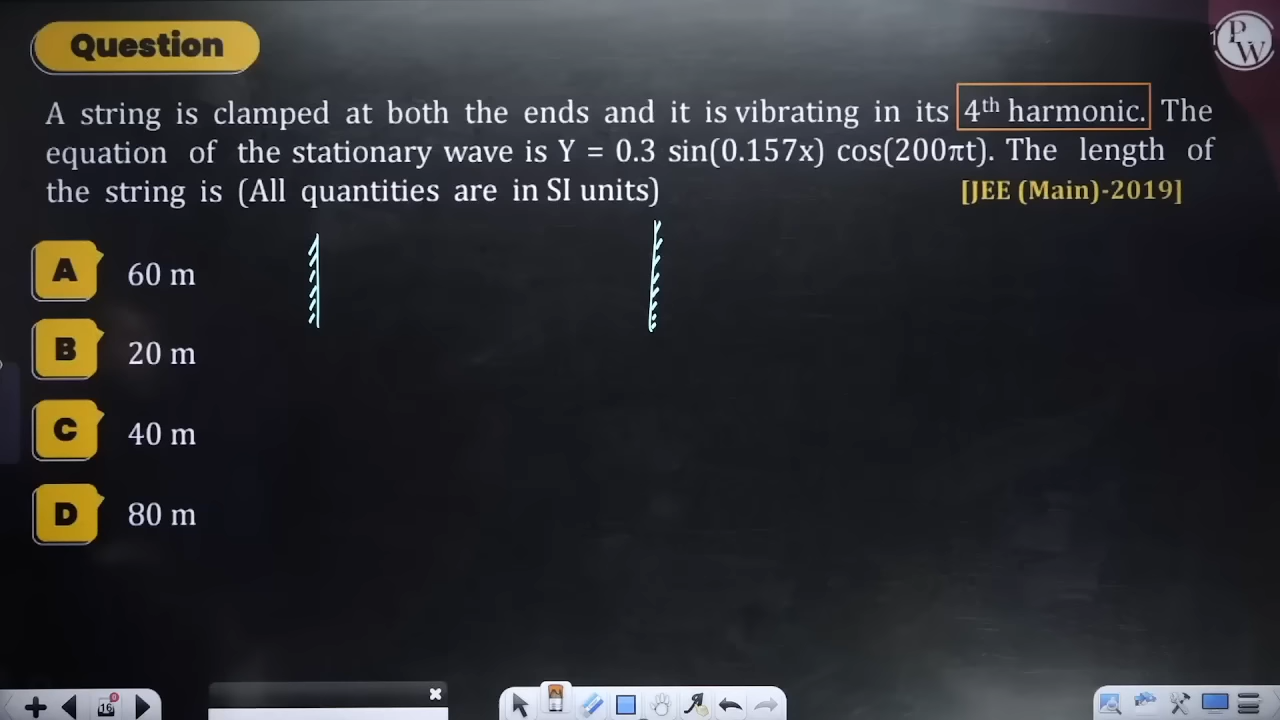 Question
PW
A string is clamped at both the ends and it is vibrating in its 4th harmonic. The
equation of the stationary wave is Y = 0.3 sin(0.157x) cos(200πt). The length of
the string is (All quantities are in SI units)
[JEE (Main)-2019]
A 60 m
B 20 m
C 40 m
D 80 m
16